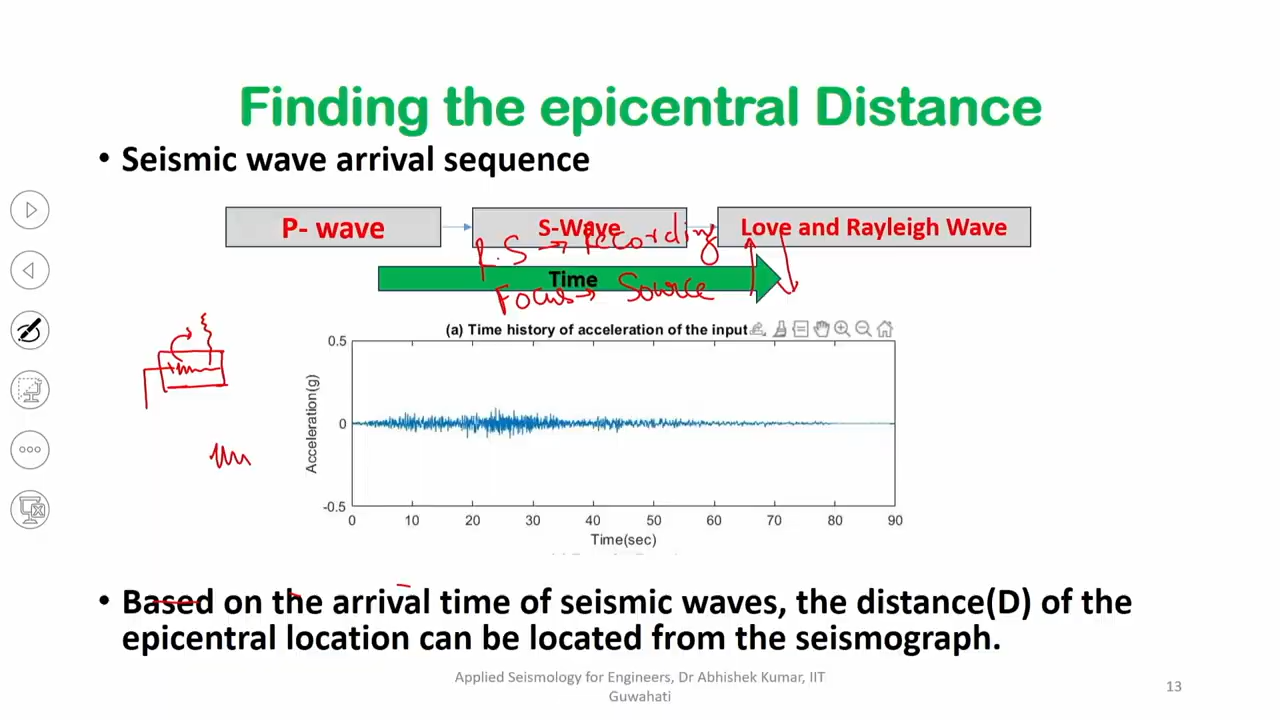 Finding the epicentral Distance
• Seismic wave arrival sequence
P- wave
S-Wave
Love and Rayleigh Wave
R.S → Recording
Time
Focus → Source
(a) Time history of acceleration of the input
0.5
0
-0.5
Acceleration(g)
0 10 20 30 40 50 60 70 80 90
Time(sec)
• Based on the arrival time of seismic waves, the distance(D) of the
epicentral location can be located from the seismograph.
Applied Seismology for Engineers, Dr Abhishek Kumar, IIT
Guwahati
13